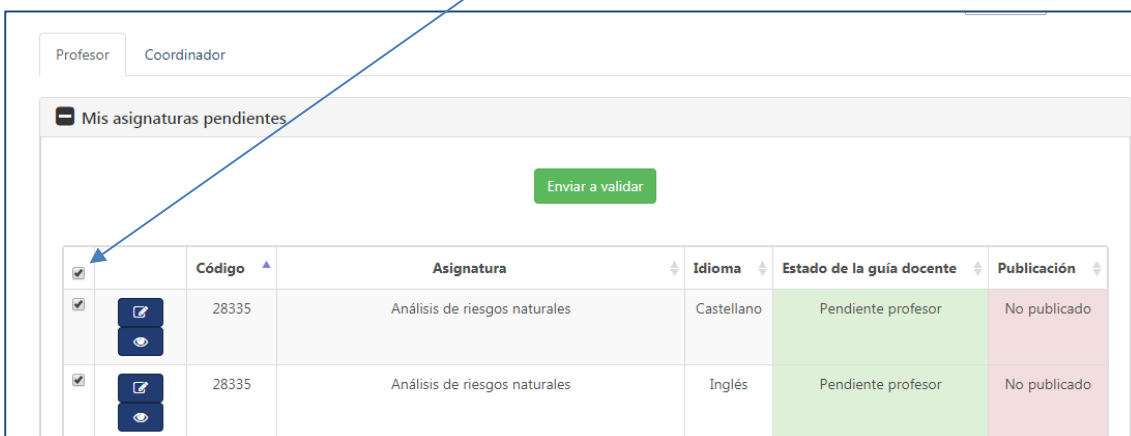 Profesor Coordinador
Mis asignaturas pendientes
Enviar a validar
Código Asignatura Idioma Estado de la guía docente Publicación
28335 Análisis de riesgos naturales Castellano Pendiente profesor No publicado
28335 Análisis de riesgos naturales Inglés Pendiente profesor No publicado